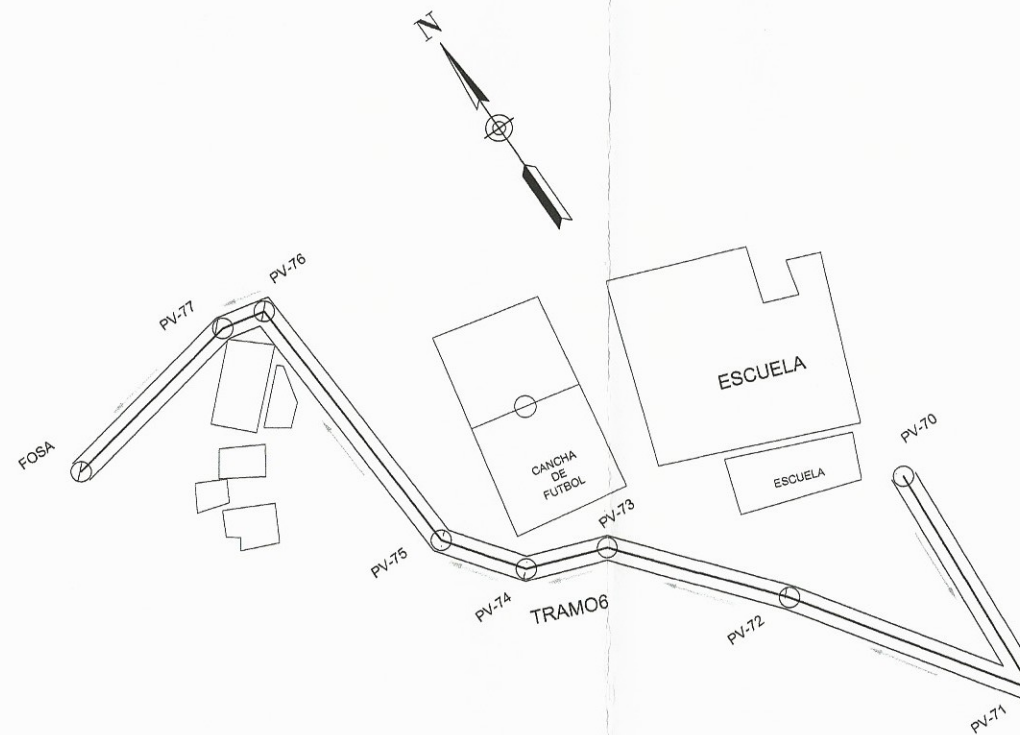 N
PV-76
PV-77
ESCUELA
PV-70
FOSA
CANCHA
DE
FUTBOL
ESCUELA
PV-73
PV-75
PV-74
TRAMO6
PV-72
PV-71